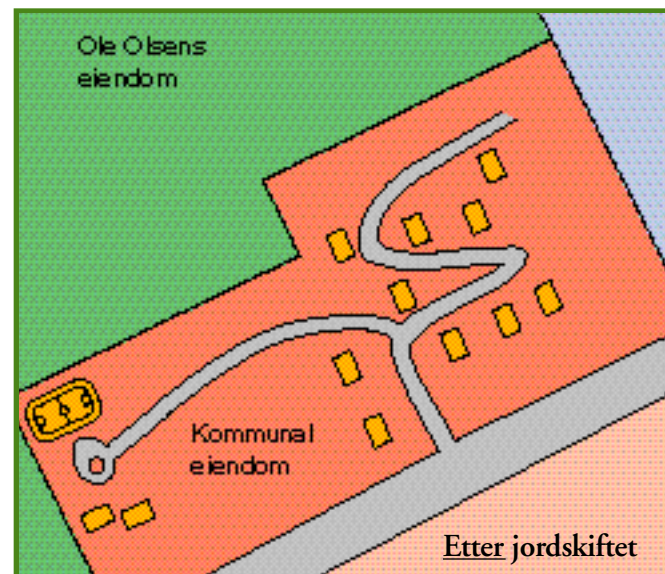 Ole Olsens
eiendom
Kommunal
eiendom
Etter jordskiftet